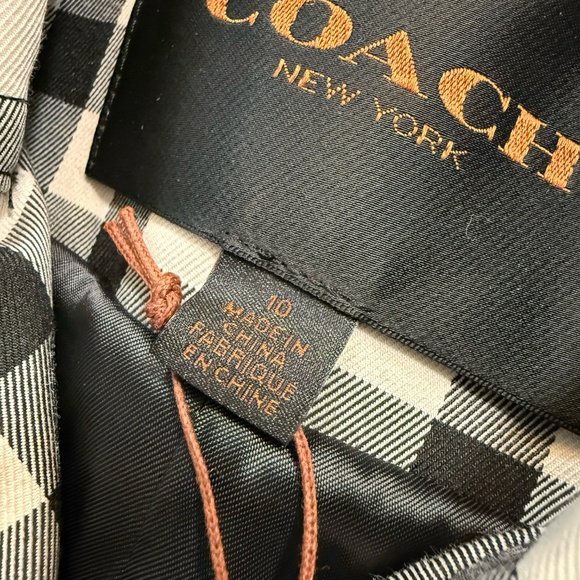 COACH
NEW YORK
10
MADE IN
CHINA
FABRIQUE
EN CHINE